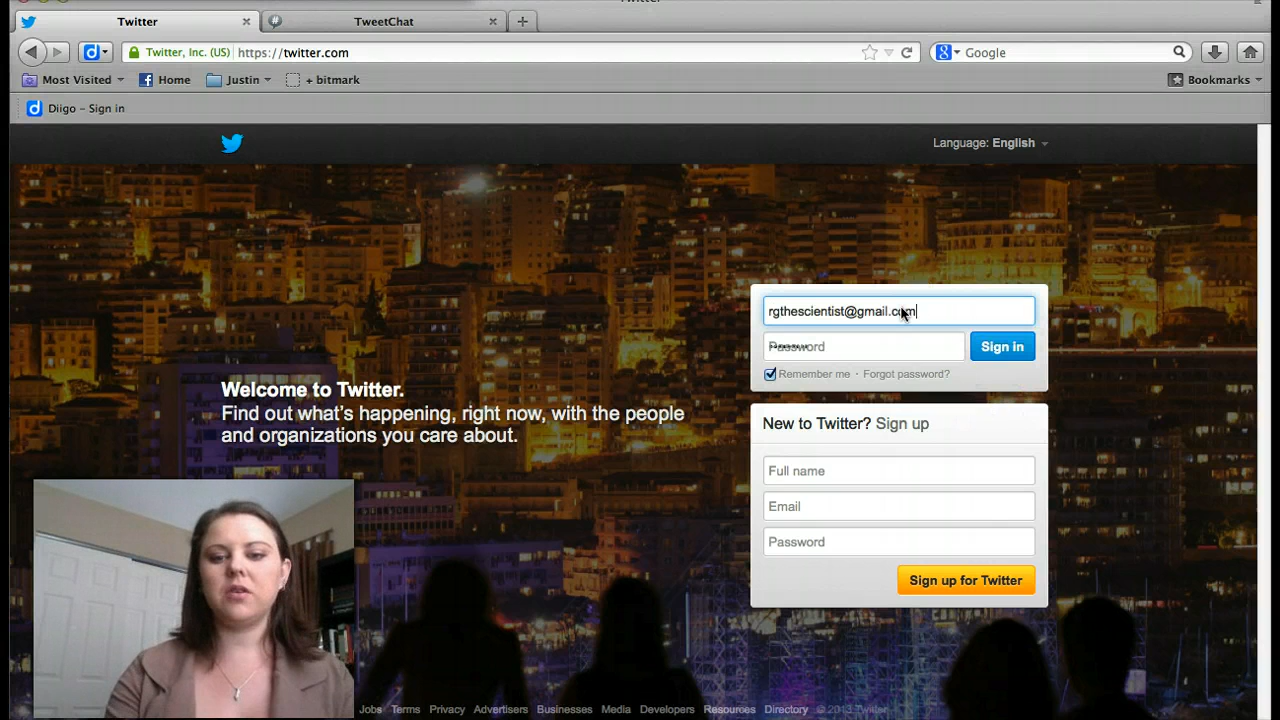 Twitter
Twitter
TweetChat
Twitter, Inc. (US)
https://twitter.com
Google
Most Visited
Home
Justin
+ bitmark
Bookmarks
Diigo – Sign in
Language: English
rgthescientist@gmail.com
Password
Sign in
Remember me · Forgot password?
Welcome to Twitter.
Find out what's happening, right now, with the people
and organizations you care about.
New to Twitter? Sign up
Full name
Email
Password
Sign up for Twitter
Jobs Terms Privacy Advertisers Businesses Media Developers Resources Directory © 2013 Twitter